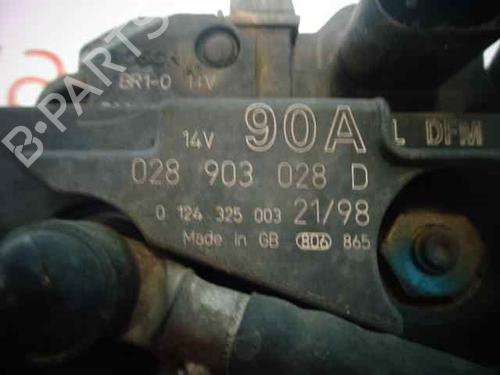 BR1-0 14V
14V 90A L DFM
028 903 028 D
0 124 325 003 21/98
Made in GB 806 865
B-PARTS